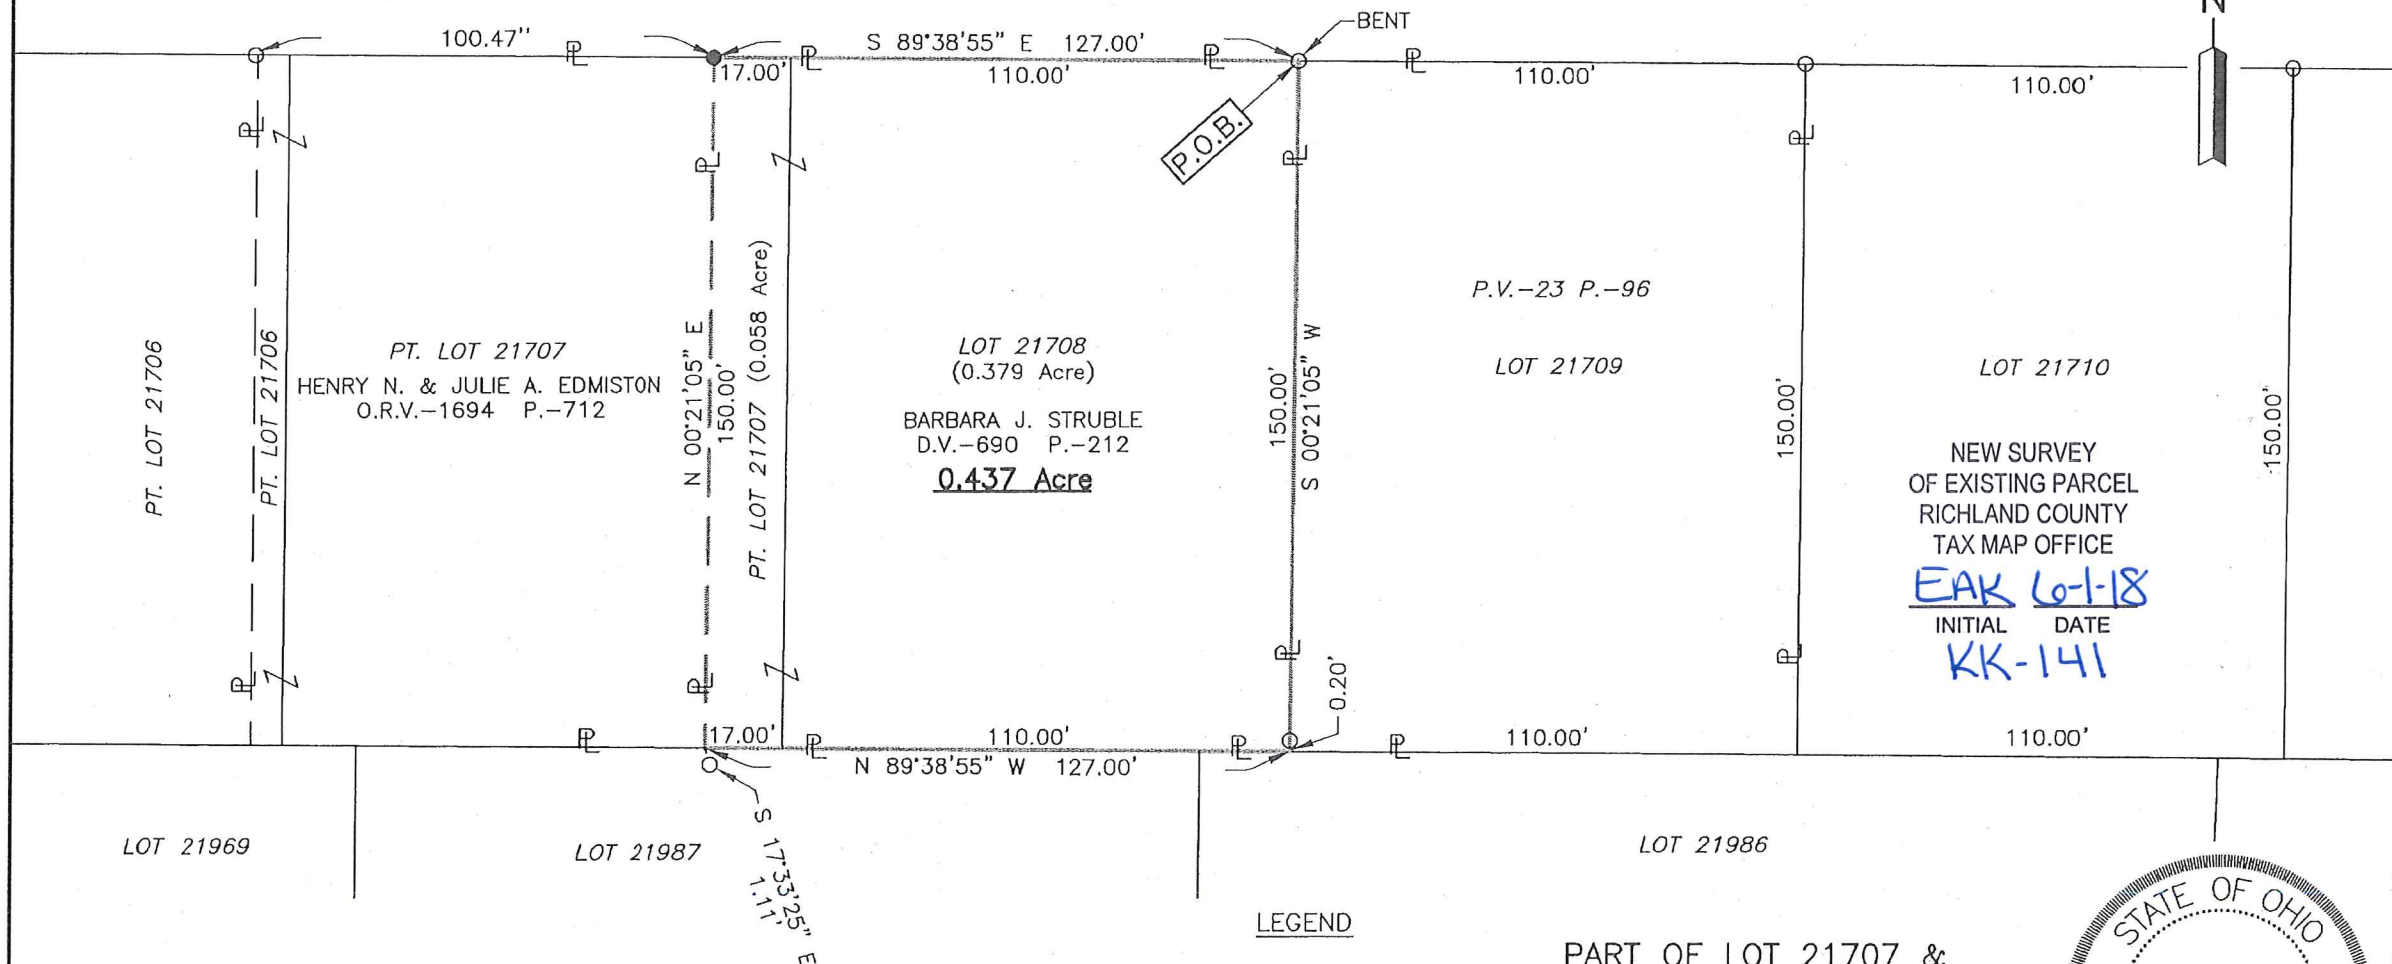 N
BENT
100.47"
S 89°38'55" E 127.00'
17.00'
110.00'
110.00'
110.00'
P.O.B.
PT. LOT 21706
PT. LOT 21706
PT. LOT 21707
HENRY N. & JULIE A. EDMISTON
O.R.V.-1694 P.-712
N 00°21'05" E
150.00'
PT. LOT 21707 (0.058 Acre)
LOT 21708
(0.379 Acre)
BARBARA J. STRUBLE
D.V.-690 P.-212
0.437 Acre
150.00'
S 00°21'05" W
P.V.-23 P.-96
LOT 21709
150.00'
LOT 21710
NEW SURVEY
OF EXISTING PARCEL
RICHLAND COUNTY
TAX MAP OFFICE
EAK 6-1-18
INITIAL DATE
KK-141
150.00'
0.20'
17.00'
110.00'
110.00'
110.00'
N 89°38'55" W 127.00'
S 17°33'25" E
1.11'
LOT 21969
LOT 21987
LOT 21986
LEGEND
PART OF LOT 21707 &
STATE OF OHIO